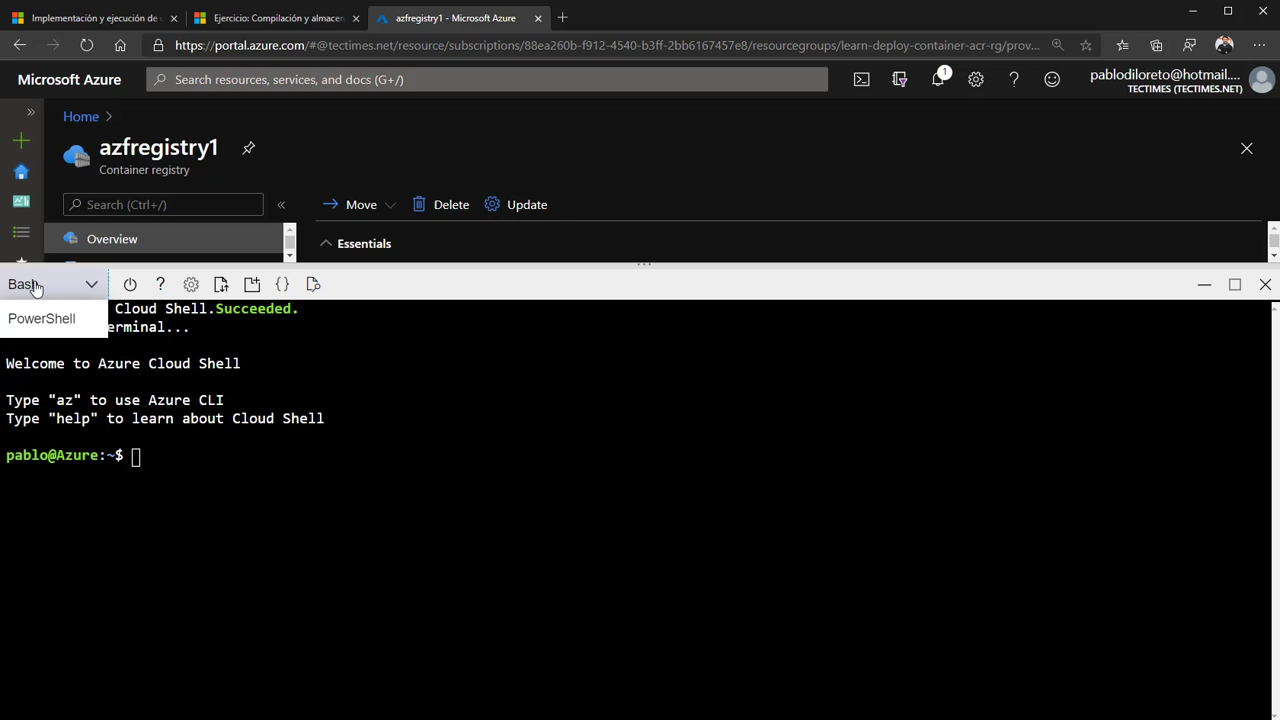 Implementación y ejecución de u
Ejercicio: Compilación y almacer
azfregistry1 - Microsoft Azure
https://portal.azure.com/#@tectimes.net/resource/subscriptions/88ea260b-f912-4540-b3ff-2bb6167457e8/resourcegroups/learn-deploy-container-acr-rg/prov...
Microsoft Azure
Search resources, services, and docs (G+/)
1
pablodiloreto@hotmail....
TECTIMES (TECTIMES.NET)
Home
azfregistry1
Container registry
Search (Ctrl+/)
Move
Delete
Update
Overview
Essentials
Bash
PowerShell
Cloud Shell.Succeeded.
erminal...
Welcome to Azure Cloud Shell
Type "az" to use Azure CLI
Type "help" to learn about Cloud Shell
pablo@Azure:~$